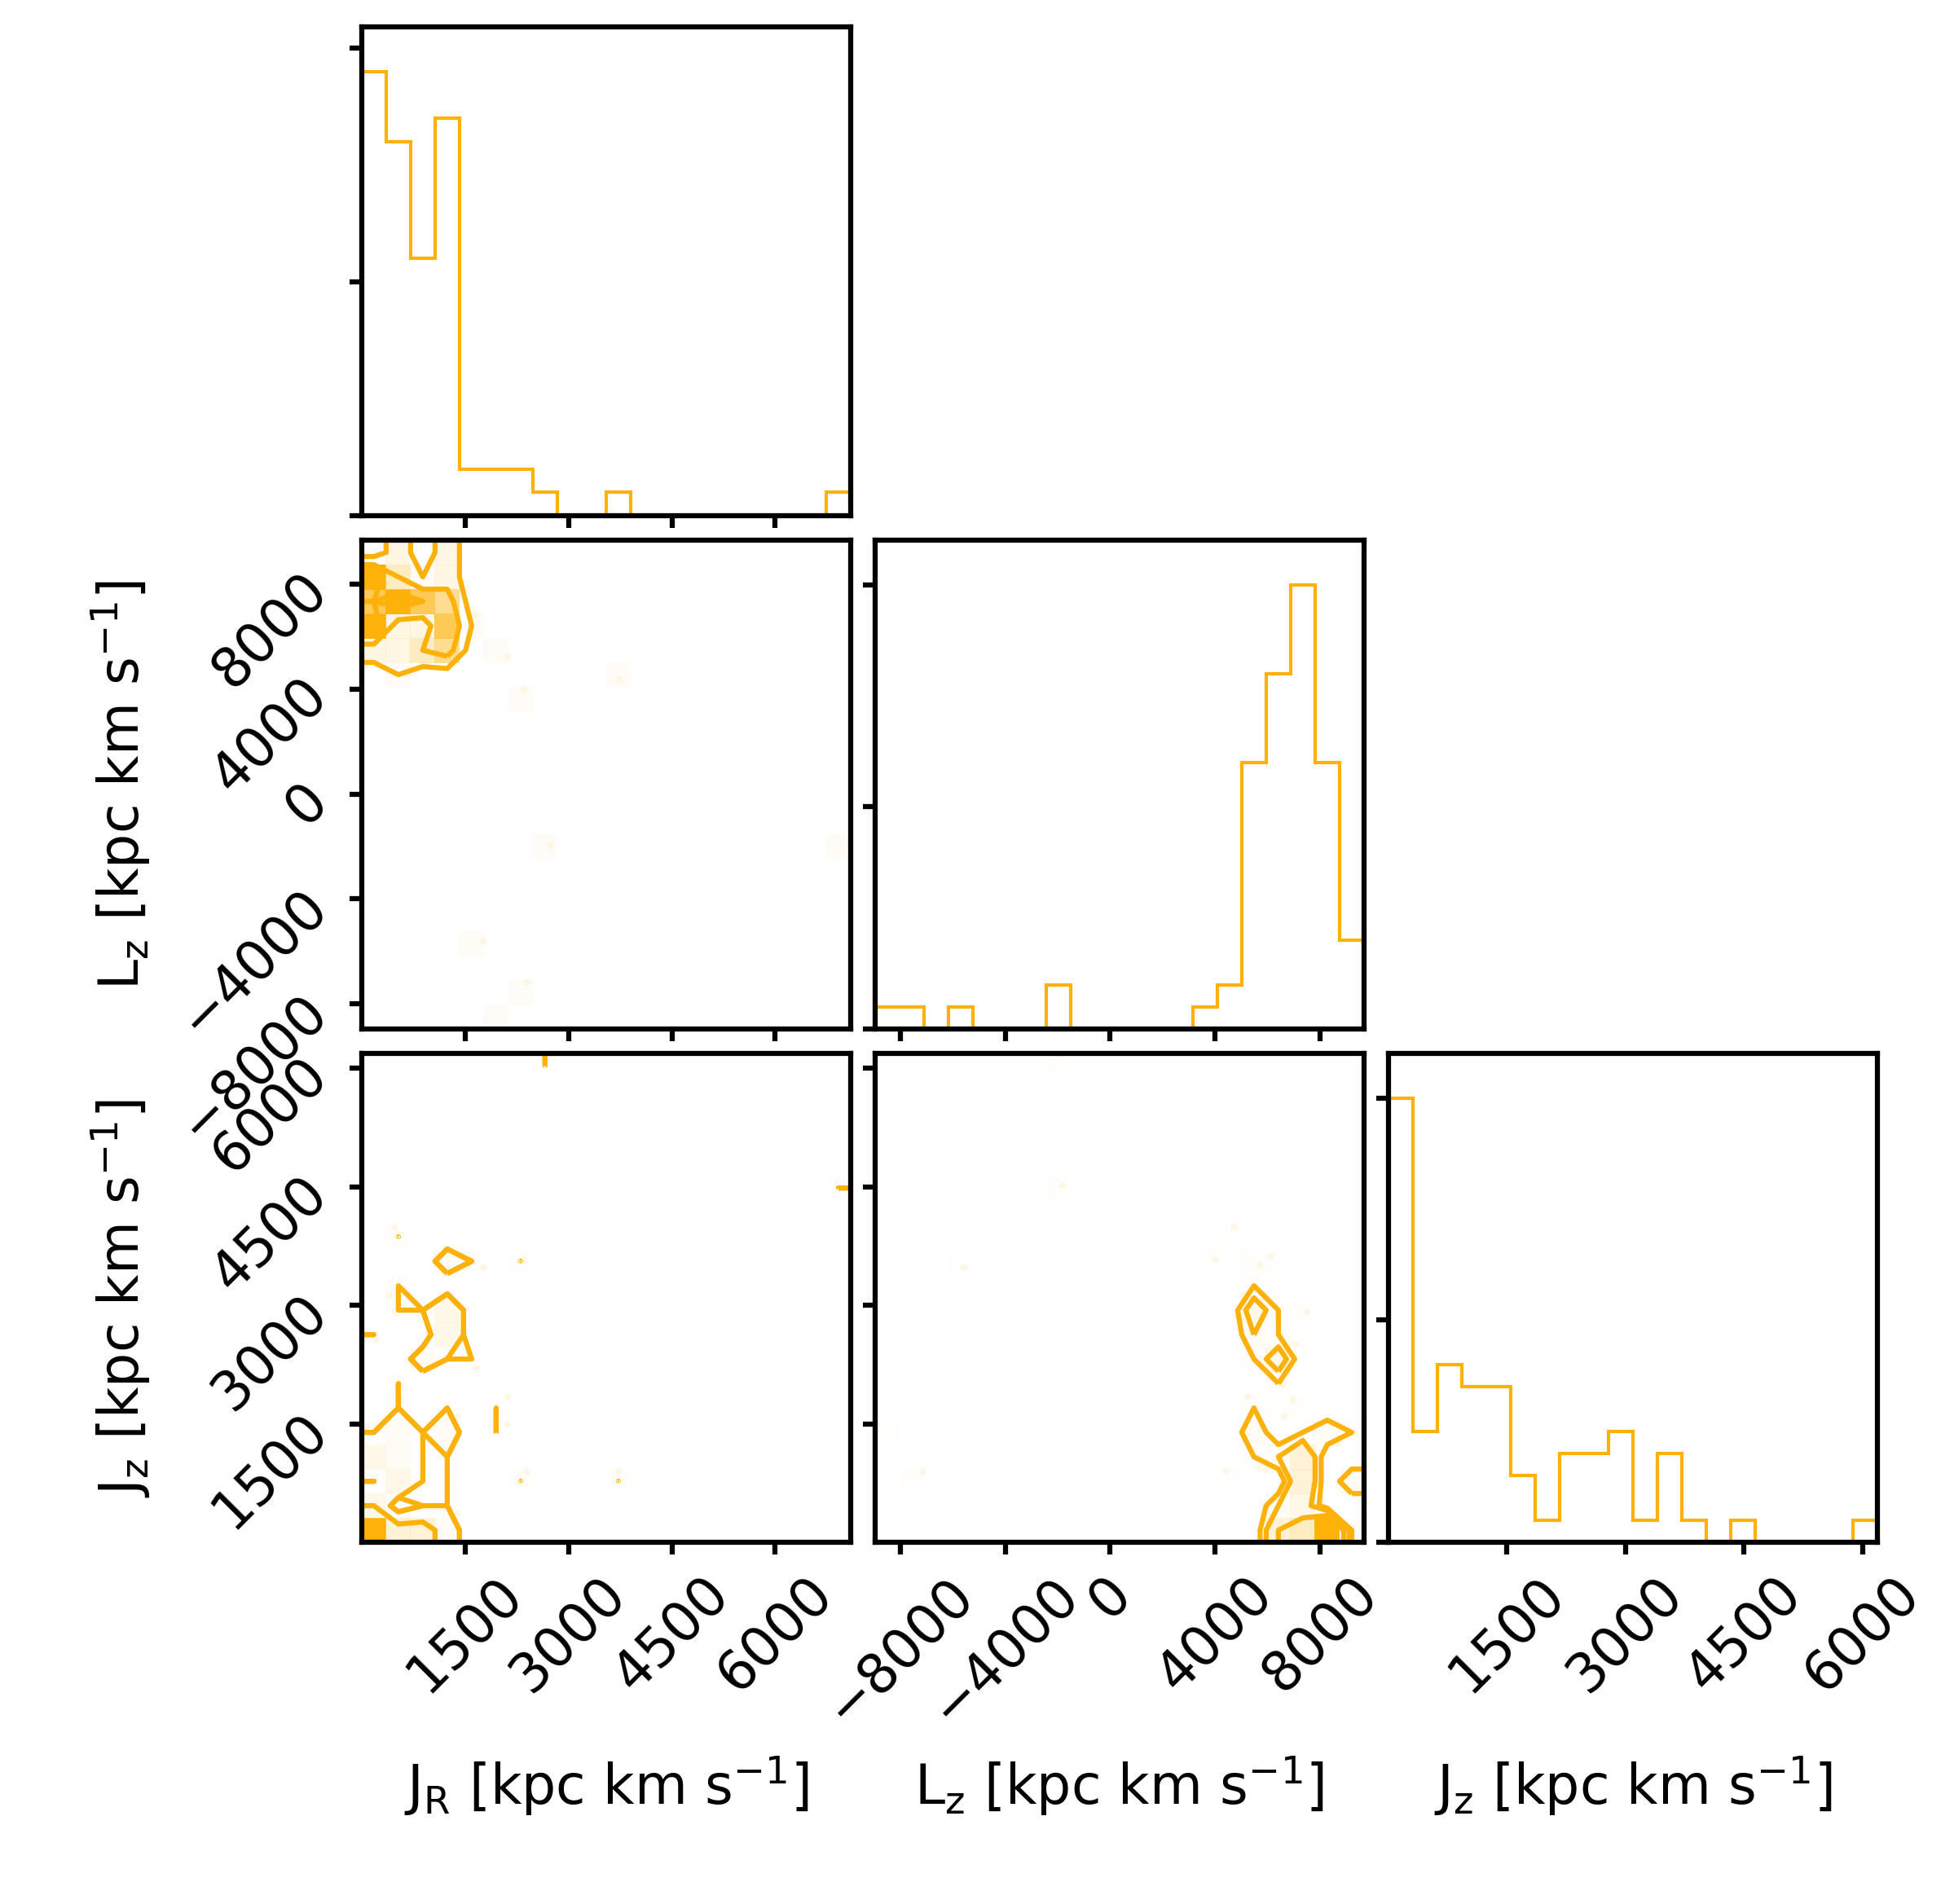 8000
4000
0
−4000
−8000
L_z [kpc km s⁻¹]
6000
4500
3000
1500
J_z [kpc km s⁻¹]
1500 3000 4500 6000
−8000 −4000 0 4000 8000
1500 3000 4500 6000
J_R [kpc km s⁻¹]
L_z [kpc km s⁻¹]
J_z [kpc km s⁻¹]